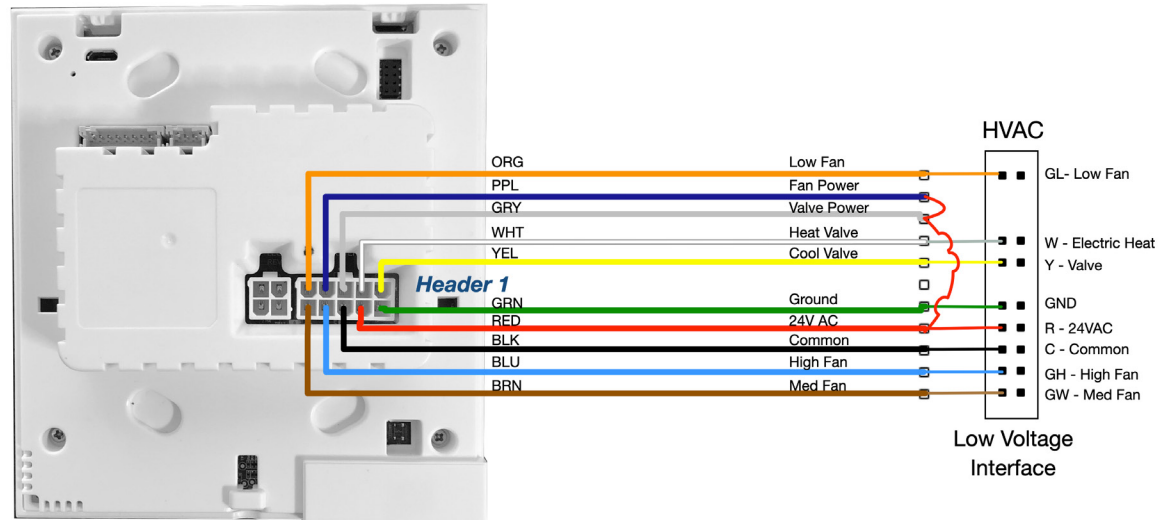 HVAC
ORG Low Fan
GL- Low Fan
PPL Fan Power
GRY Valve Power
WHT Heat Valve
W - Electric Heat
YEL Cool Valve
Y - Valve
Header 1
GRN Ground
GND
RED 24V AC
R - 24VAC
BLK Common
C - Common
BLU High Fan
GH - High Fan
BRN Med Fan
GW - Med Fan
Low Voltage
Interface